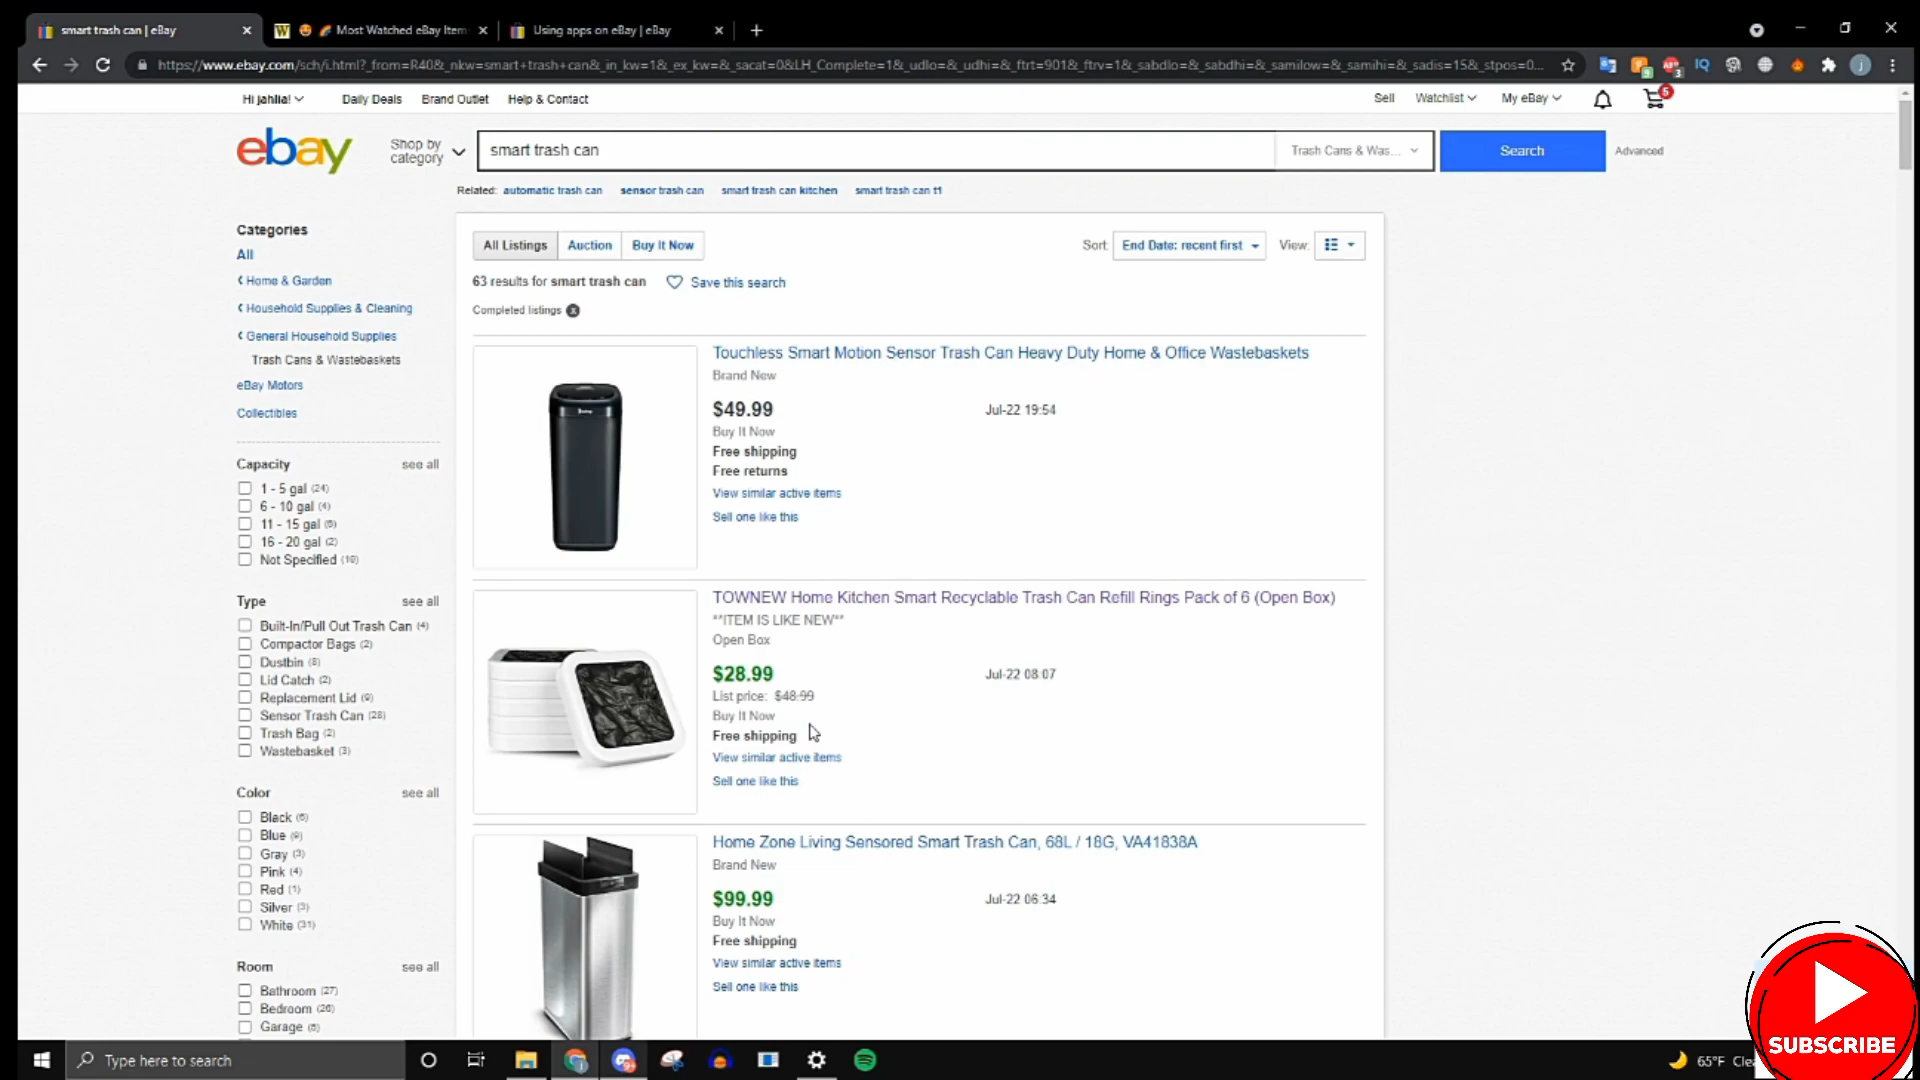 smart trash can | eBay
Most Watched eBay Item
Using apps on eBay | eBay
https://www.ebay.com/sch/i.html?_from=R40&_nkw=smart+trash+can&_in_kw=1&_ex_kw=&_sacat=0&LH_Complete=1&_udlo=&_udhi=&_ftrt=901&_ftrv=1&_sabdlo=&_sabdhi=&_samilow=&_samihi=&_sadis=15&_stpos=0...
Hi jahlia!
Daily Deals
Brand Outlet
Help & Contact
Sell
Watchlist
My eBay
5
ebay
Shop by
category
smart trash can
Trash Cans & Was...
Search
Advanced
Related: automatic trash can sensor trash can smart trash can kitchen smart trash can t1
Categories
All
Home & Garden
Household Supplies & Cleaning
General Household Supplies
Trash Cans & Wastebaskets
eBay Motors
Collectibles
Capacity see all
1 - 5 gal (24)
6 - 10 gal (4)
11 - 15 gal (6)
16 - 20 gal (2)
Not Specified (19)
Type see all
Built-In/Pull Out Trash Can (4)
Compactor Bags (2)
Dustbin (8)
Lid Catch (2)
Replacement Lid (9)
Sensor Trash Can (28)
Trash Bag (2)
Wastebasket (3)
Color see all
Black (6)
Blue (9)
Gray (3)
Pink (4)
Red (1)
Silver (3)
White (31)
Room see all
Bathroom (27)
Bedroom (26)
Garage (6)
All Listings
Auction
Buy It Now
Sort: End Date: recent first
View:
63 results for smart trash can
Save this search
Completed listings
Touchless Smart Motion Sensor Trash Can Heavy Duty Home & Office Wastebaskets
Brand New
$49.99 Jul-22 19:54
Buy It Now
Free shipping
Free returns
View similar active items
Sell one like this
TOWNEW Home Kitchen Smart Recyclable Trash Can Refill Rings Pack of 6 (Open Box)
**ITEM IS LIKE NEW**
Open Box
$28.99 Jul-22 08:07
List price: $48.99
Buy It Now
Free shipping
View similar active items
Sell one like this
Home Zone Living Sensored Smart Trash Can, 68L / 18G, VA41838A
Brand New
$99.99 Jul-22 06:34
Buy It Now
Free shipping
View similar active items
Sell one like this
SUBSCRIBE
Type here to search
65°F Cle